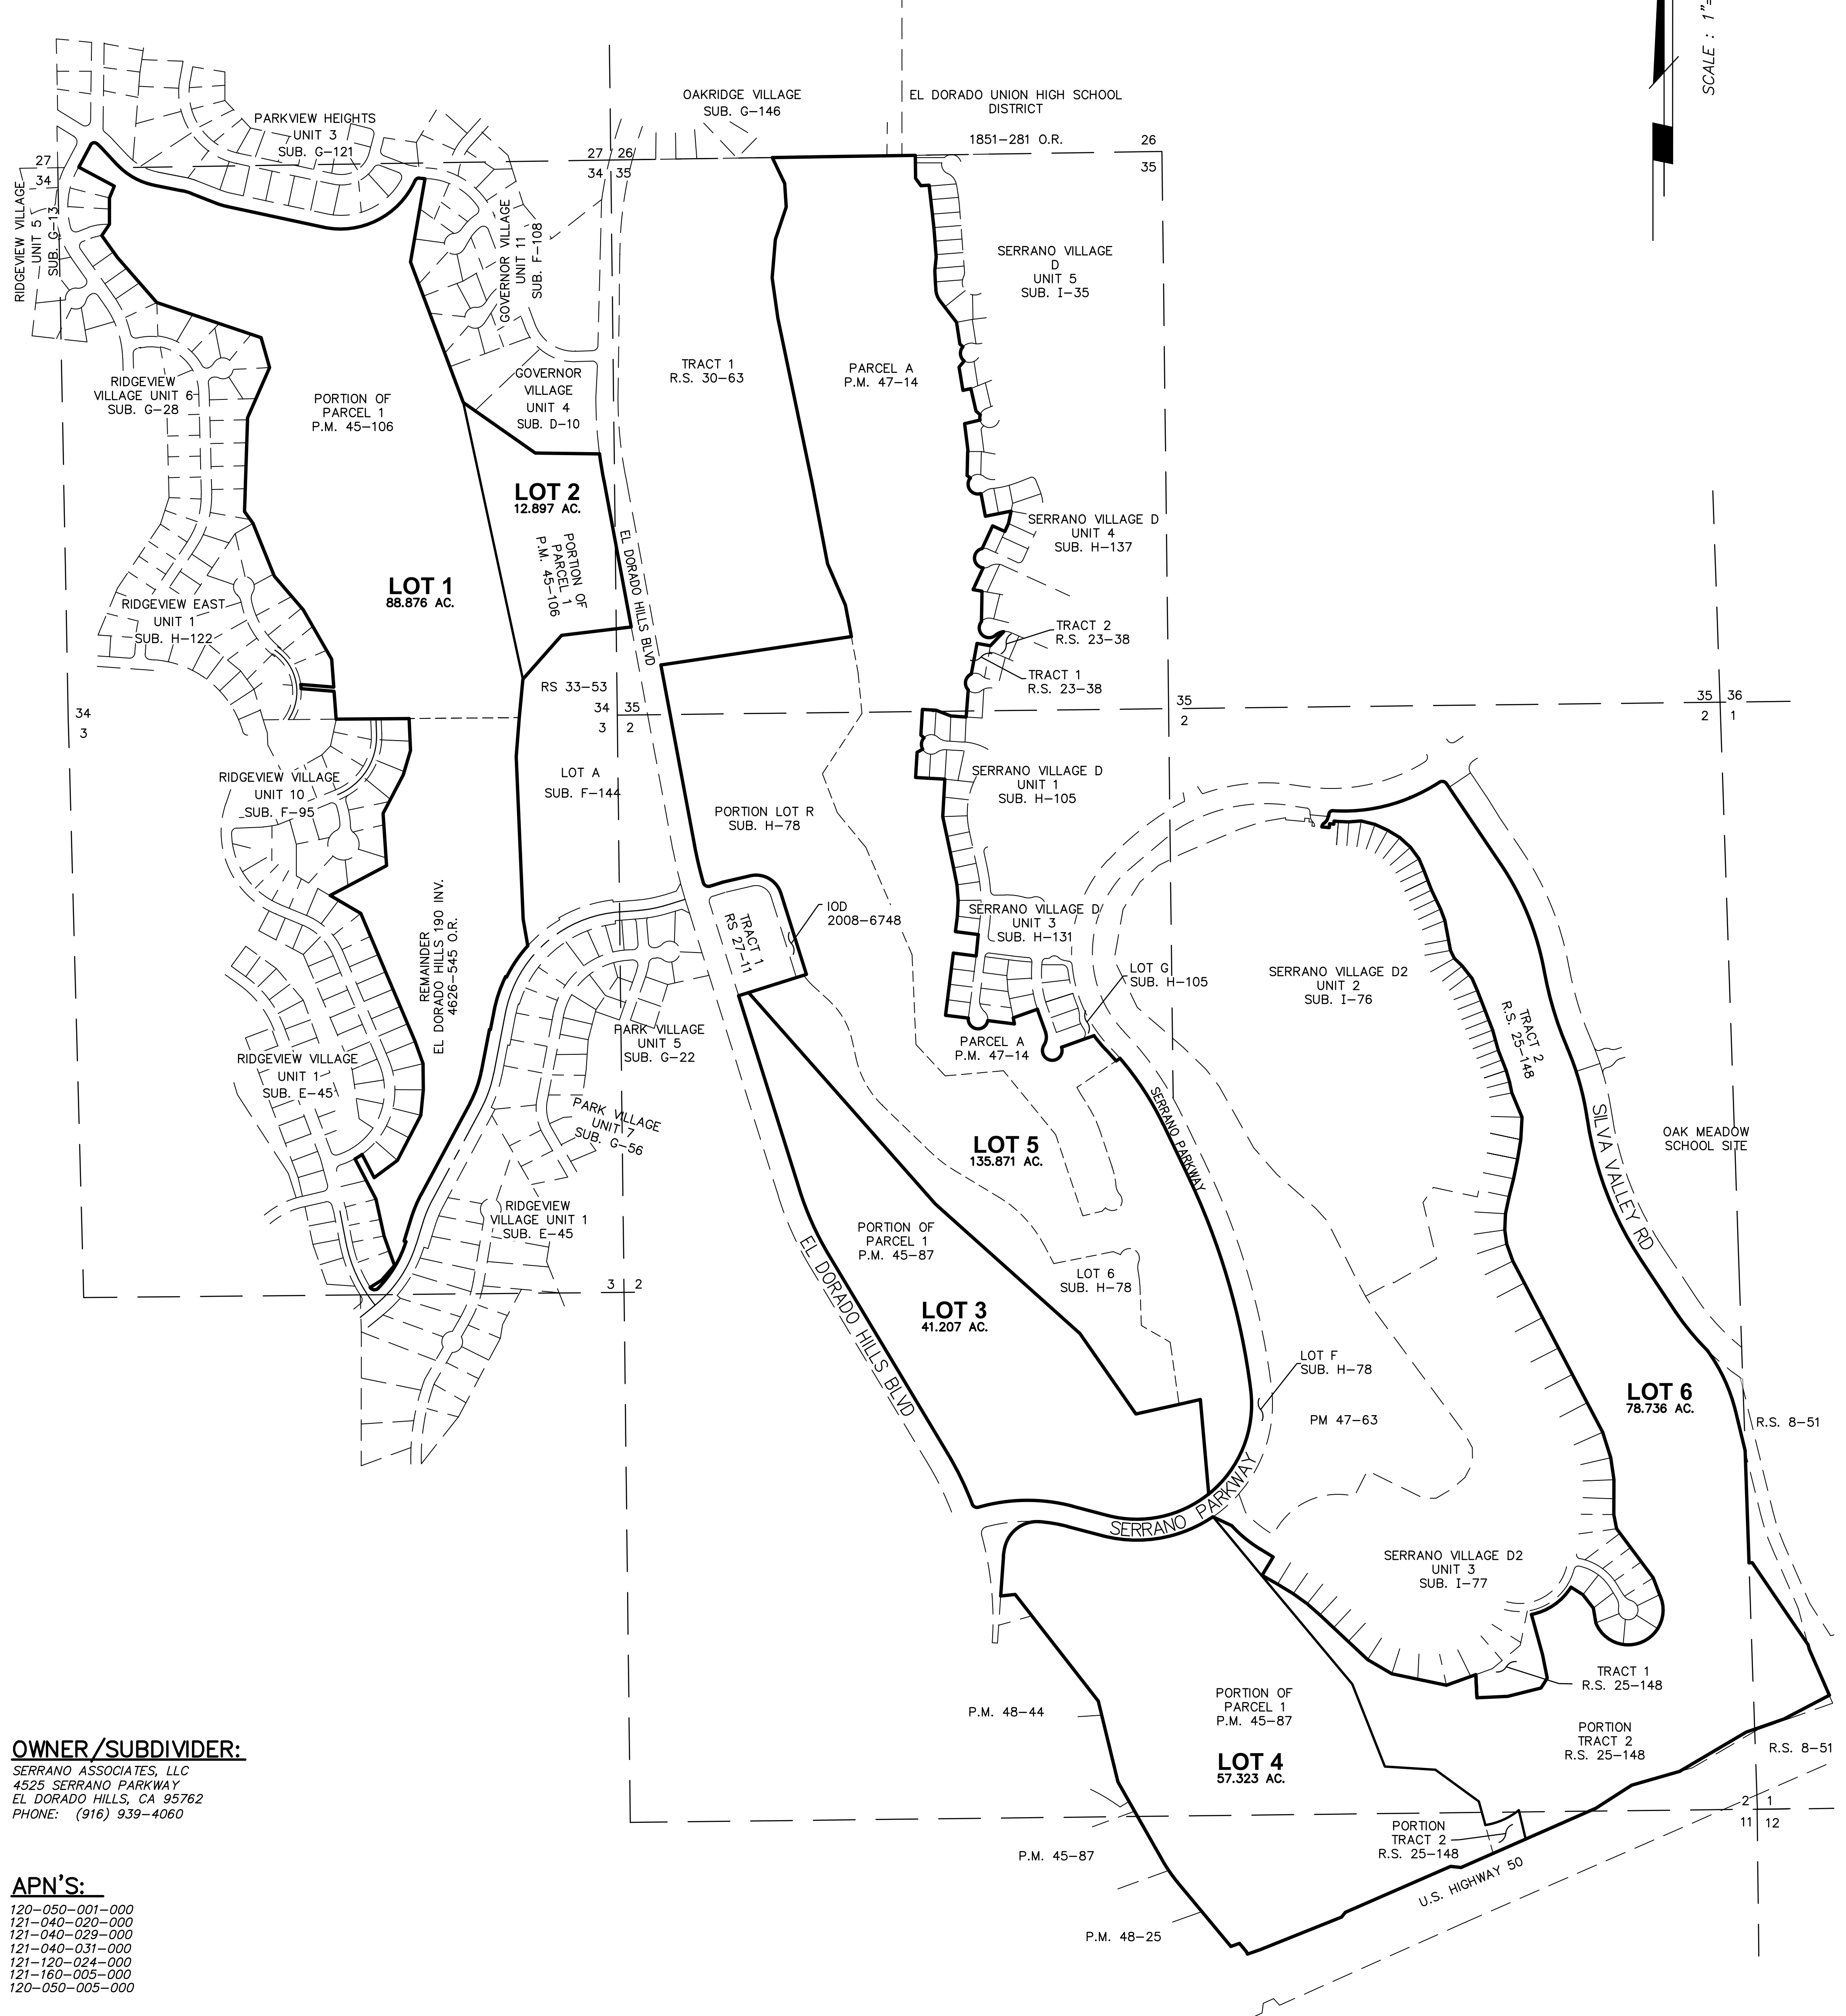 SCALE : 1"=
OAKRIDGE VILLAGE
SUB. G-146
EL DORADO UNION HIGH SCHOOL
DISTRICT
1851-281 O.R.
26
35
PARKVIEW HEIGHTS
UNIT 3
SUB. G-121
27
34
27
26
34
35
RIDGEVIEW VILLAGE
UNIT 5
SUB. G-13
GOVERNOR VILLAGE
UNIT 11
SUB. F-108
SERRANO VILLAGE
D
UNIT 5
SUB. I-35
TRACT 1
R.S. 30-63
PARCEL A
P.M. 47-14
RIDGEVIEW
VILLAGE UNIT 6
SUB. G-28
PORTION OF
PARCEL 1
P.M. 45-106
GOVERNOR
VILLAGE
UNIT 4
SUB. D-10
LOT 2
12.897 AC.
PORTION OF
PARCEL 1
P.M. 45-106
EL DORADO HILLS BLVD
SERRANO VILLAGE D
UNIT 4
SUB. H-137
LOT 1
88.876 AC.
RIDGEVIEW EAST
UNIT 1
SUB. H-122
TRACT 2
R.S. 23-38
TRACT 1
R.S. 23-38
RS 33-53
34
3
34
35
3
2
35
2
35
36
2
1
LOT A
SUB. F-144
RIDGEVIEW VILLAGE
UNIT 10
SUB. F-95
PORTION LOT R
SUB. H-78
SERRANO VILLAGE D
UNIT 1
SUB. H-105
REMAINDER
EL DORADO HILLS 190 INV.
4626-545 O.R.
TRACT 1
RS 27-11
IOD
2008-6748
SERRANO VILLAGE D
UNIT 3
SUB. H-131
LOT G
SUB. H-105
SERRANO VILLAGE D2
UNIT 2
SUB. I-76
TRACT 2
R.S. 25-148
PARK VILLAGE
UNIT 5
SUB. G-22
PARCEL A
P.M. 47-14
RIDGEVIEW VILLAGE
UNIT 1
SUB. E-45
PARK VILLAGE
UNIT 7
SUB. G-56
SERRANO PARKWAY
LOT 5
135.871 AC.
SILVA VALLEY RD
OAK MEADOW
SCHOOL SITE
RIDGEVIEW
VILLAGE UNIT 1
SUB. E-45
PORTION OF
PARCEL 1
P.M. 45-87
EL DORADO HILLS BLVD
LOT 6
SUB. H-78
3
2
LOT 3
41.207 AC.
LOT F
SUB. H-78
PM 47-63
LOT 6
78.736 AC.
R.S. 8-51
SERRANO PARKWAY
SERRANO VILLAGE D2
UNIT 3
SUB. I-77
TRACT 1
R.S. 25-148
P.M. 48-44
PORTION OF
PARCEL 1
P.M. 45-87
PORTION
TRACT 2
R.S. 25-148
R.S. 8-51
LOT 4
57.323 AC.
2
1
11
12
PORTION
TRACT 2
R.S. 25-148
U.S. HIGHWAY 50
P.M. 45-87
P.M. 48-25
OWNER/SUBDIVIDER:
SERRANO ASSOCIATES, LLC
4525 SERRANO PARKWAY
EL DORADO HILLS, CA 95762
PHONE: (916) 939-4060
APN'S:
120-050-001-000
121-040-020-000
121-040-029-000
121-040-031-000
121-120-024-000
121-160-005-000
120-050-005-000